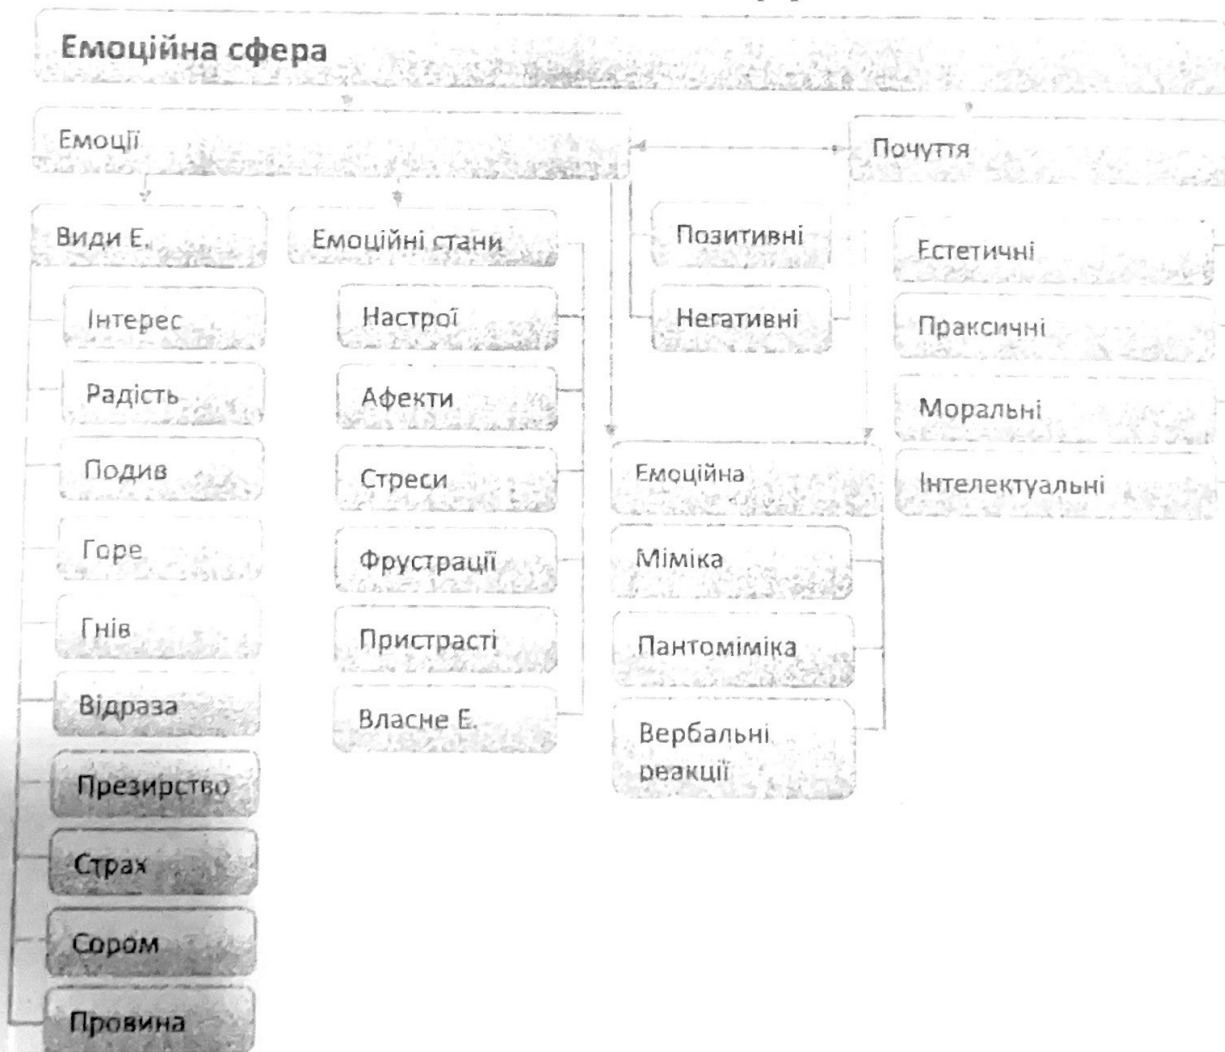 Емоційна сфера
Емоції
Почуття
Види Е.
Інтерес
Радість
Подив
Горе
Гнів
Відраза
Презирство
Страх
Сором
Провина
Емоційні стани
Настрої
Афекти
Стреси
Фрустрації
Пристрасті
Власне Е.
Позитивні
Негативні
Емоційна
Міміка
Пантоміміка
Вербальні
реакції
Естетичні
Праксичні
Моральні
Інтелектуальні